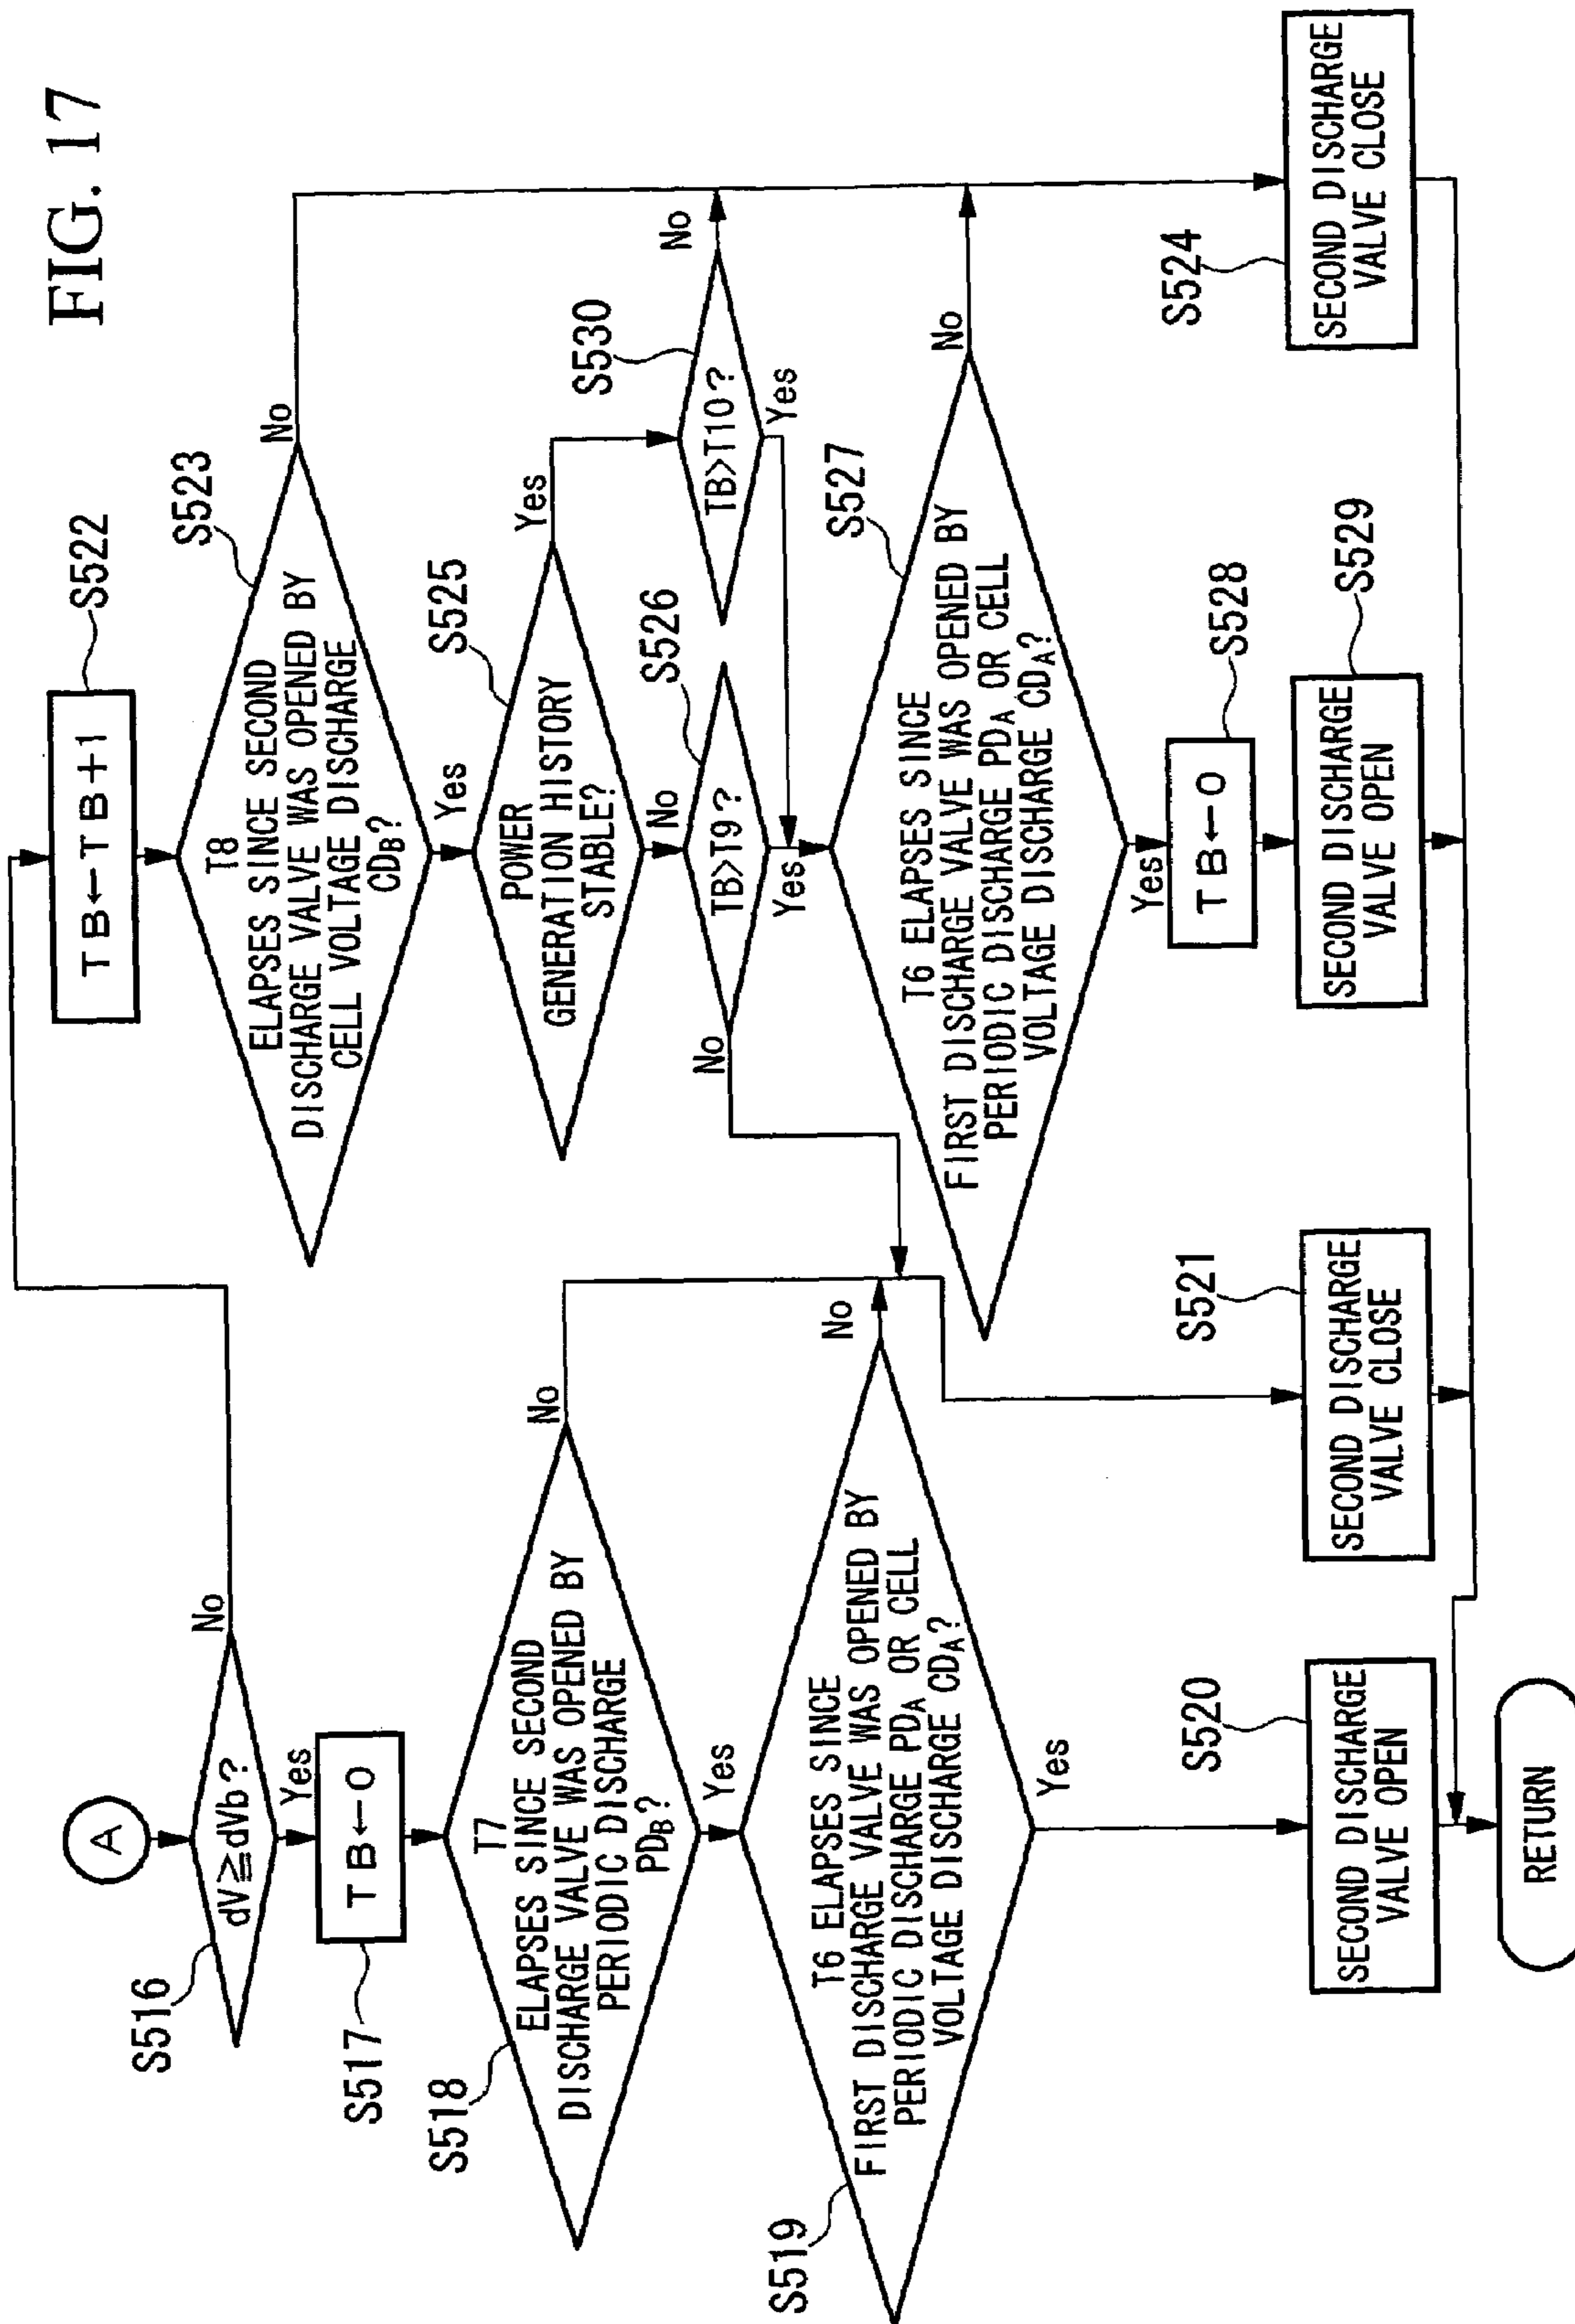 FIG. 17
A
S516
dV≧dVb?
No
Yes
S517
TB←0
S518
T7
ELAPSES SINCE SECOND
DISCHARGE VALVE WAS OPENED BY
PERIODIC DISCHARGE
PDB?
No
Yes
S519
T6 ELAPSES SINCE
FIRST DISCHARGE VALVE WAS OPENED BY
PERIODIC DISCHARGE PDA OR CELL
VOLTAGE DISCHARGE CDA?
No
Yes
S520
SECOND DISCHARGE
VALVE OPEN
S521
SECOND DISCHARGE
VALVE CLOSE
RETURN
S522
TB←TB+1
S523
T8
ELAPSES SINCE SECOND
DISCHARGE VALVE WAS OPENED BY
CELL VOLTAGE DISCHARGE
CDB?
No
Yes
S525
POWER
GENERATION HISTORY
STABLE?
Yes
No
S526
TB>T9?
No
Yes
S530
TB>T10?
No
Yes
S527
T6 ELAPSES SINCE
FIRST DISCHARGE VALVE WAS OPENED BY
PERIODIC DISCHARGE PDA OR CELL
VOLTAGE DISCHARGE CDA?
No
Yes
S528
TB←0
S529
SECOND DISCHARGE
VALVE OPEN
S524
SECOND DISCHARGE
VALVE CLOSE